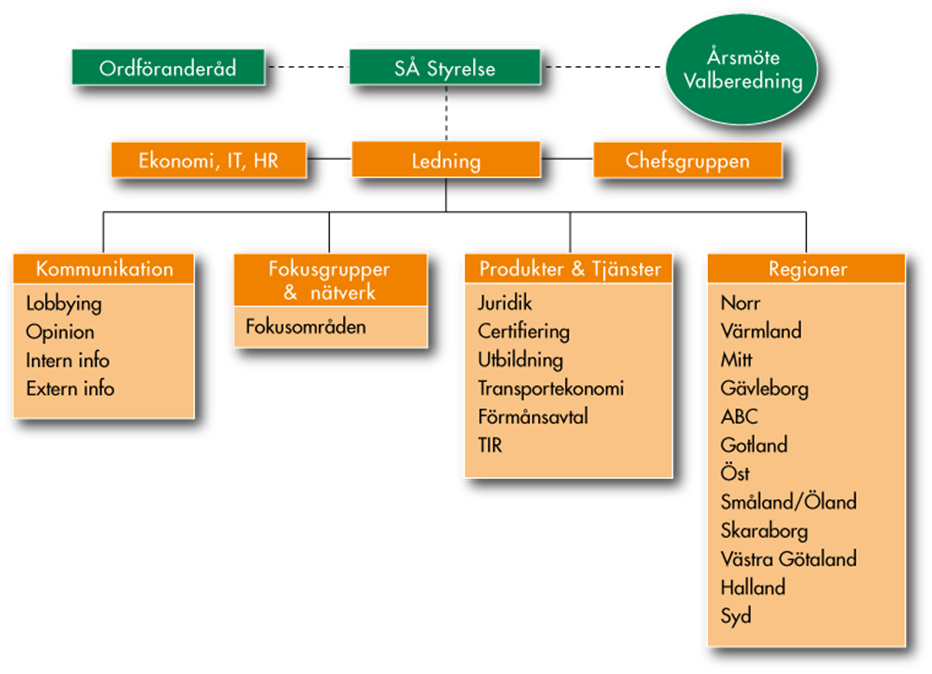 Ordföranderåd
SÅ Styrelse
Årsmöte
Valberedning
Ekonomi, IT, HR
Ledning
Chefsgruppen
Kommunikation
Lobbying
Opinion
Intern info
Extern info
Fokusgrupper
& nätverk
Fokusområden
Produkter & Tjänster
Juridik
Certifiering
Utbildning
Transportekonomi
Förmånsavtal
TIR
Regioner
Norr
Värmland
Mitt
Gävleborg
ABC
Gotland
Öst
Småland/Öland
Skaraborg
Västra Götaland
Halland
Syd